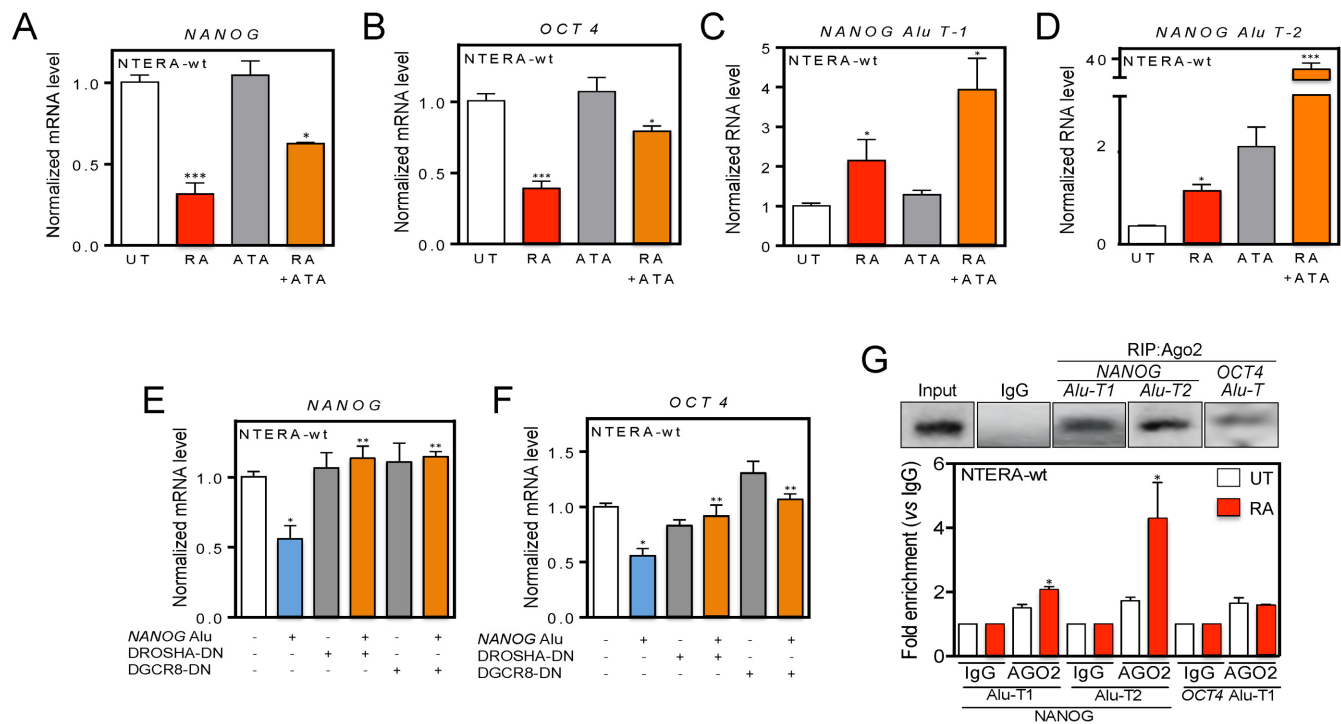 A
NANOG
NTERA-wt
Normalized mRNA level
1.0
0.5
0.0
***
*
UT RA ATA RA
+ATA
B
OCT 4
NTERA-wt
Normalized mRNA level
1.5
1.0
0.5
0.0
***
*
UT RA ATA RA
+ATA
C
NANOG Alu T-1
NTERA-wt
Normalized RNA level
5
4
3
2
1
0
*
*
UT RA ATA RA
+ATA
D
NANOG Alu T-2
NTERA-wt
Normalized RNA level
40
2
0
*
***
UT RA ATA RA
+ATA
E
NANOG
NTERA-wt
Normalized mRNA level
1.0
0.5
0.0
*
**
**
NANOG Alu - + - + - +
DROSHA-DN - - + + - -
DGCR8-DN - - - - + +
F
OCT 4
NTERA-wt
Normalized mRNA level
1.5
1.0
0.5
0.0
*
**
**
NANOG Alu - + - + - +
DROSHA-DN - - + + - -
DGCR8-DN - - - - + +
G
RIP:Ago2
NANOG OCT4
Input IgG Alu-T1 Alu-T2 Alu-T
NTERA-wt
UT
RA
Fold enrichment (vs IgG)
6
4
2
0
*
*
IgG AGO2 IgG AGO2 IgG AGO2
Alu-T1 Alu-T2 OCT4 Alu-T1
NANOG